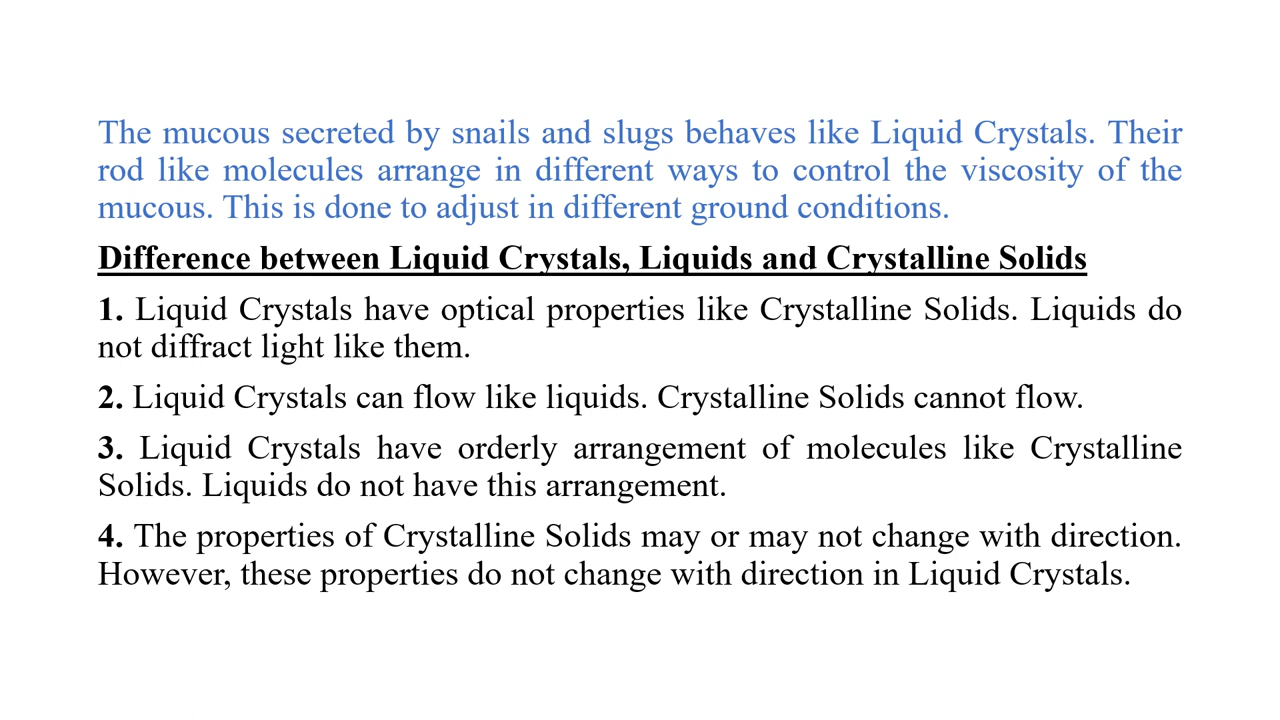 The mucous secreted by snails and slugs behaves like Liquid Crystals. Their
rod like molecules arrange in different ways to control the viscosity of the
mucous. This is done to adjust in different ground conditions.
Difference between Liquid Crystals, Liquids and Crystalline Solids
1. Liquid Crystals have optical properties like Crystalline Solids. Liquids do
not diffract light like them.
2. Liquid Crystals can flow like liquids. Crystalline Solids cannot flow.
3. Liquid Crystals have orderly arrangement of molecules like Crystalline
Solids. Liquids do not have this arrangement.
4. The properties of Crystalline Solids may or may not change with direction.
However, these properties do not change with direction in Liquid Crystals.